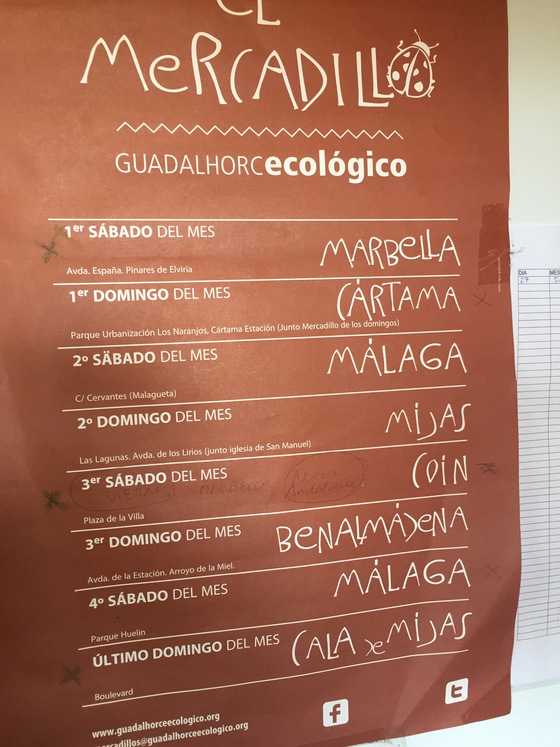 EL
MERCADILLO
GUADALHORCecológico
1er SÁBADO DEL MES
MARBELLA
Avda. España. Pinares de Elviria
1er DOMINGO DEL MES
CÁRTAMA
Parque Urbanización Los Naranjos, Cártama Estación (Junto Mercadillo de los domingos)
2º SÁBADO DEL MES
MÁLAGA
C/ Cervantes (Malagueta)
2º DOMINGO DEL MES
MIJAS
Las Lagunas. Avda. de los Lirios (junto iglesia de San Manuel)
3er SÁBADO DEL MES
COIN
VIERNES MARBELLA
Plaza de la Villa
3er DOMINGO DEL MES
BENALMÁDENA
Avda. de la Estación. Arroyo de la Miel.
4º SÁBADO DEL MES
MÁLAGA
Parque Huelin
ÚLTIMO DOMINGO DEL MES
CALA DE MIJAS
Boulevard
www.guadalhorceecologico.org
mercadillos@guadalhorceecologico.org
f t
DIA MES
27